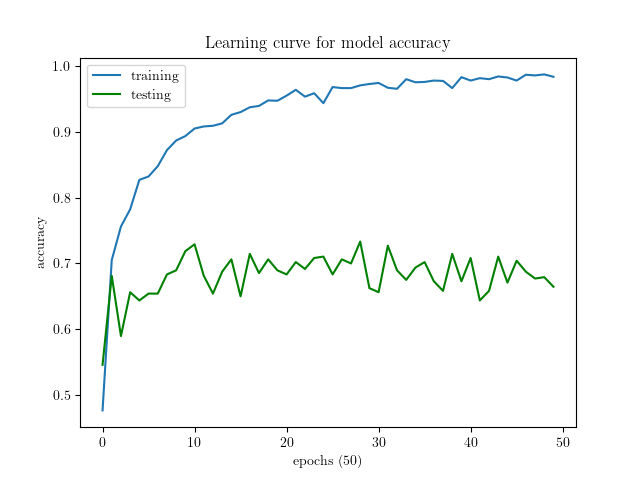 Learning curve for model accuracy
training
testing
accuracy
1.0
0.9
0.8
0.7
0.6
0.5
0 10 20 30 40 50
epochs (50)